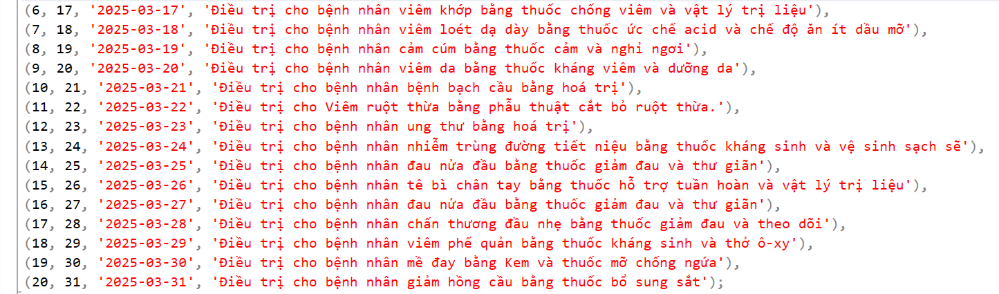 (6, 17, '2025-03-17', 'Điều trị cho bệnh nhân viêm khớp bằng thuốc chống viêm và vật lý trị liệu'),
(7, 18, '2025-03-18', 'Điều trị cho bệnh nhân viêm loét dạ dày bằng thuốc ức chế acid và chế độ ăn ít dầu mỡ'),
(8, 19, '2025-03-19', 'Điều trị cho bệnh nhân cảm cúm bằng thuốc cảm và nghỉ ngơi'),
(9, 20, '2025-03-20', 'Điều trị cho bệnh nhân viêm da bằng thuốc kháng viêm và dưỡng da'),
(10, 21, '2025-03-21', 'Điều trị cho bệnh nhân bệnh bạch cầu bằng hoá trị'),
(11, 22, '2025-03-22', 'Điều trị cho Viêm ruột thừa bằng phẫu thuật cắt bỏ ruột thừa.'),
(12, 23, '2025-03-23', 'Điều trị cho bệnh nhân ung thư bằng hoá trị'),
(13, 24, '2025-03-24', 'Điều trị cho bệnh nhân nhiễm trùng đường tiết niệu bằng thuốc kháng sinh và vệ sinh sạch sẽ'),
(14, 25, '2025-03-25', 'Điều trị cho bệnh nhân đau nửa đầu bằng thuốc giảm đau và thư giãn'),
(15, 26, '2025-03-26', 'Điều trị cho bệnh nhân tê bì chân tay bằng thuốc hỗ trợ tuần hoàn và vật lý trị liệu'),
(16, 27, '2025-03-27', 'Điều trị cho bệnh nhân đau nửa đầu bằng thuốc giảm đau và thư giãn'),
(17, 28, '2025-03-28', 'Điều trị cho bệnh nhân chấn thương đầu nhẹ bằng thuốc giảm đau và theo dõi'),
(18, 29, '2025-03-29', 'Điều trị cho bệnh nhân viêm phế quản bằng thuốc kháng sinh và thở ô-xy'),
(19, 30, '2025-03-30', 'Điều trị cho bệnh nhân mề đay bằng Kem và thuốc mỡ chống ngứa'),
(20, 31, '2025-03-31', 'Điều trị cho bệnh nhân giảm hồng cầu bằng thuốc bổ sung sắt');